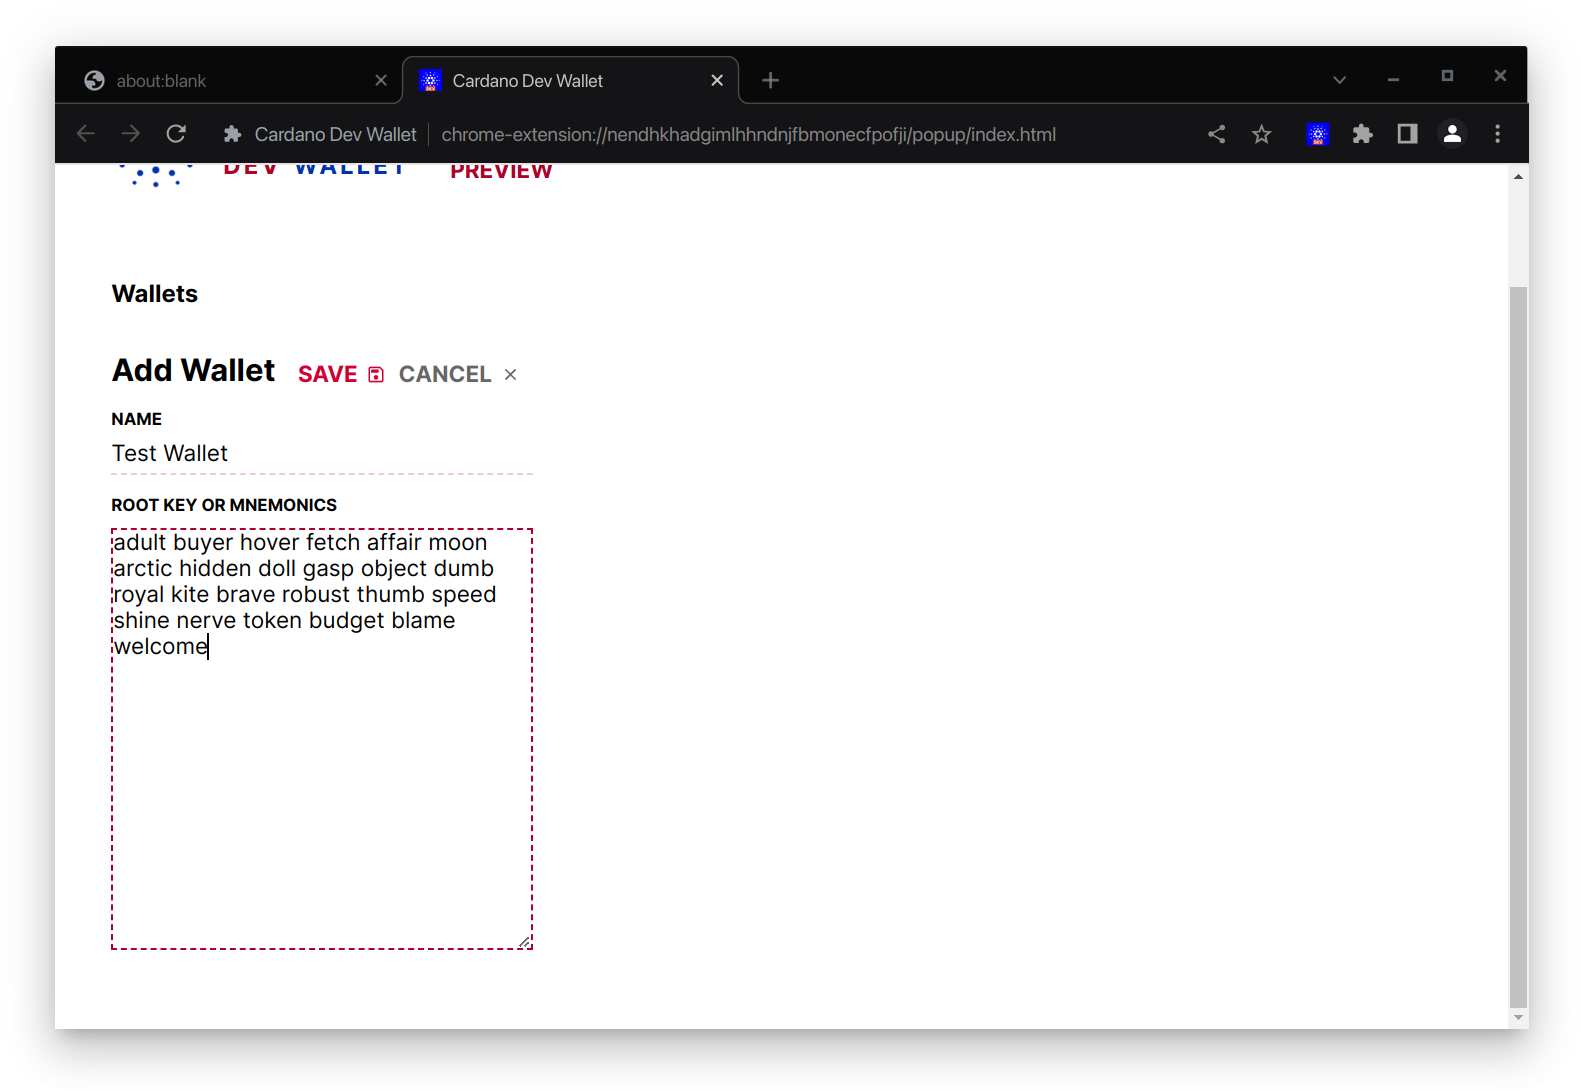 about:blank
Cardano Dev Wallet
Cardano Dev Wallet
chrome-extension://nendhkhadgimlhhndnjfbmonecfpofji/popup/index.html
DEV WALLET
PREVIEW
Wallets
Add Wallet SAVE CANCEL
NAME
Test Wallet
ROOT KEY OR MNEMONICS
adult buyer hover fetch affair moon
arctic hidden doll gasp object dumb
royal kite brave robust thumb speed
shine nerve token budget blame
welcome